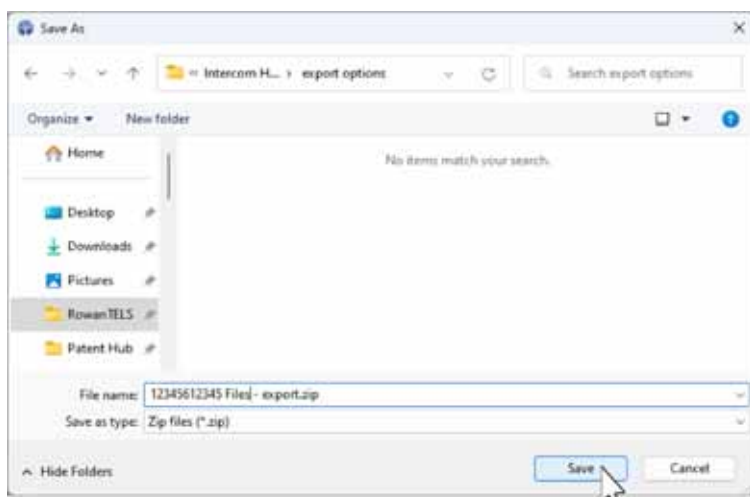 Save As
Intercom H... › export options
Search export options
Organize
New folder
Home
No items match your search.
Desktop
Downloads
Pictures
RowanTELS
Patent Hub
File name: 12345612345 Files - export.zip
Save as type: Zip files (*.zip)
Hide Folders
Save
Cancel